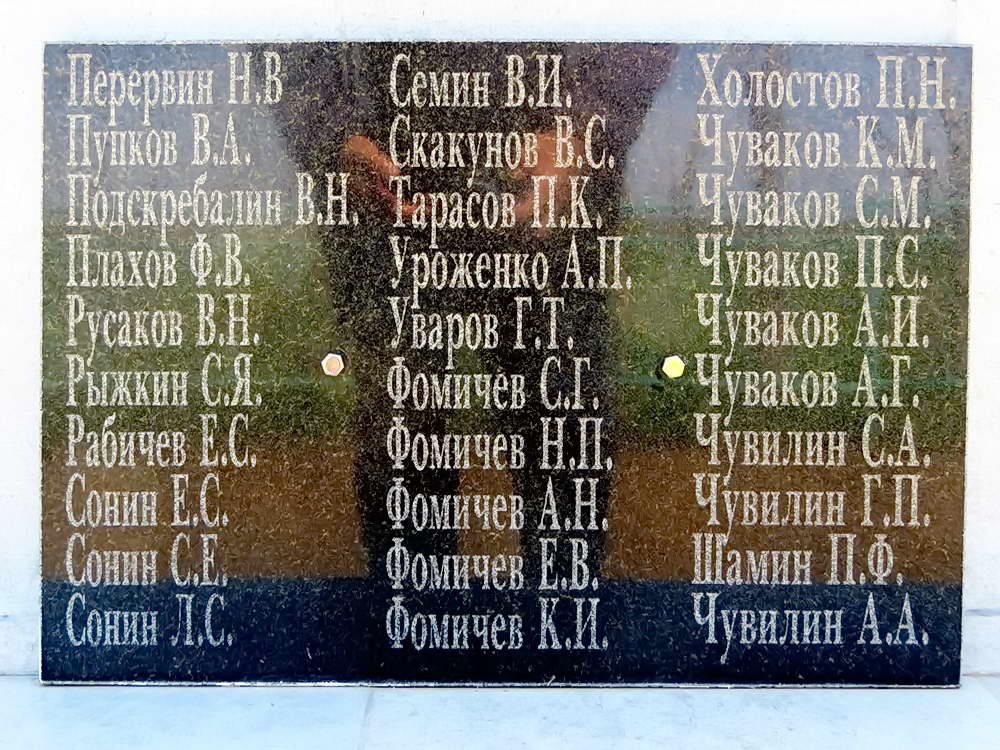 Перервин Н.В
Пупков В.А.
Подскребалин В.Н.
Плахов Ф.В.
Русаков В.Н.
Рыжкин С.Я.
Рабичев Е.С.
Сонин Е.С.
Сонин С.Е.
Сонин Л.С.
Семин В.И.
Скакунов В.С.
Тарасов П.К.
Уроженко А.П.
Уваров Г.Т.
Фомичев С.Г.
Фомичев Н.П.
Фомичев А.Н.
Фомичев Е.В.
Фомичев К.И.
Холостов П.Н.
Чуваков К.М.
Чуваков С.М.
Чуваков П.С.
Чуваков А.И.
Чуваков А.Г.
Чувилин С.А.
Чувилин Г.П.
Шамин П.Ф.
Чувилин А.А.